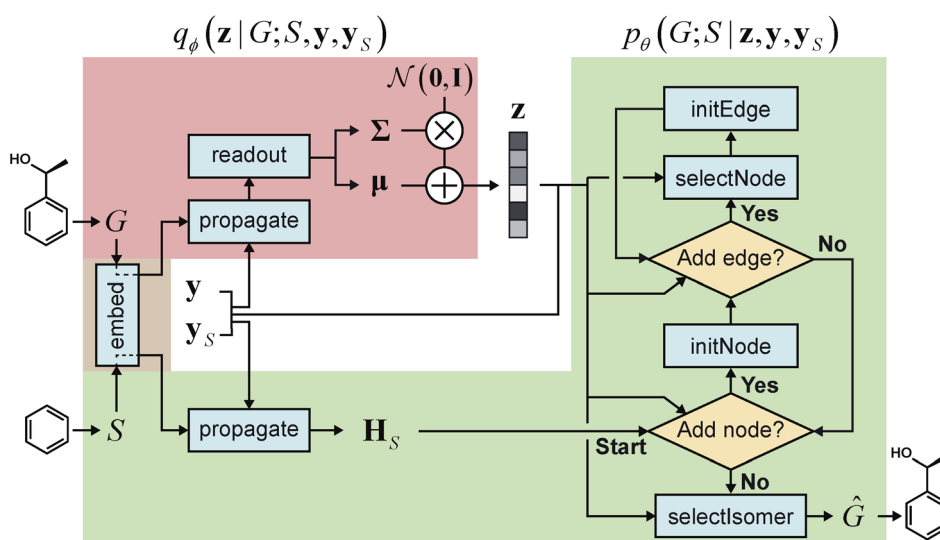 q_ϕ(z | G; S, y, y_S)
p_θ(G; S | z, y, y_S)
𝒩(0, I)
z
initEdge
readout
Σ
×
selectNode
HO
μ
+
Yes
G
propagate
No
Add edge?
y
embed
y_S
initNode
Yes
S
propagate
H_S
Start
Add node?
No
HO
selectIsomer
Ĝ